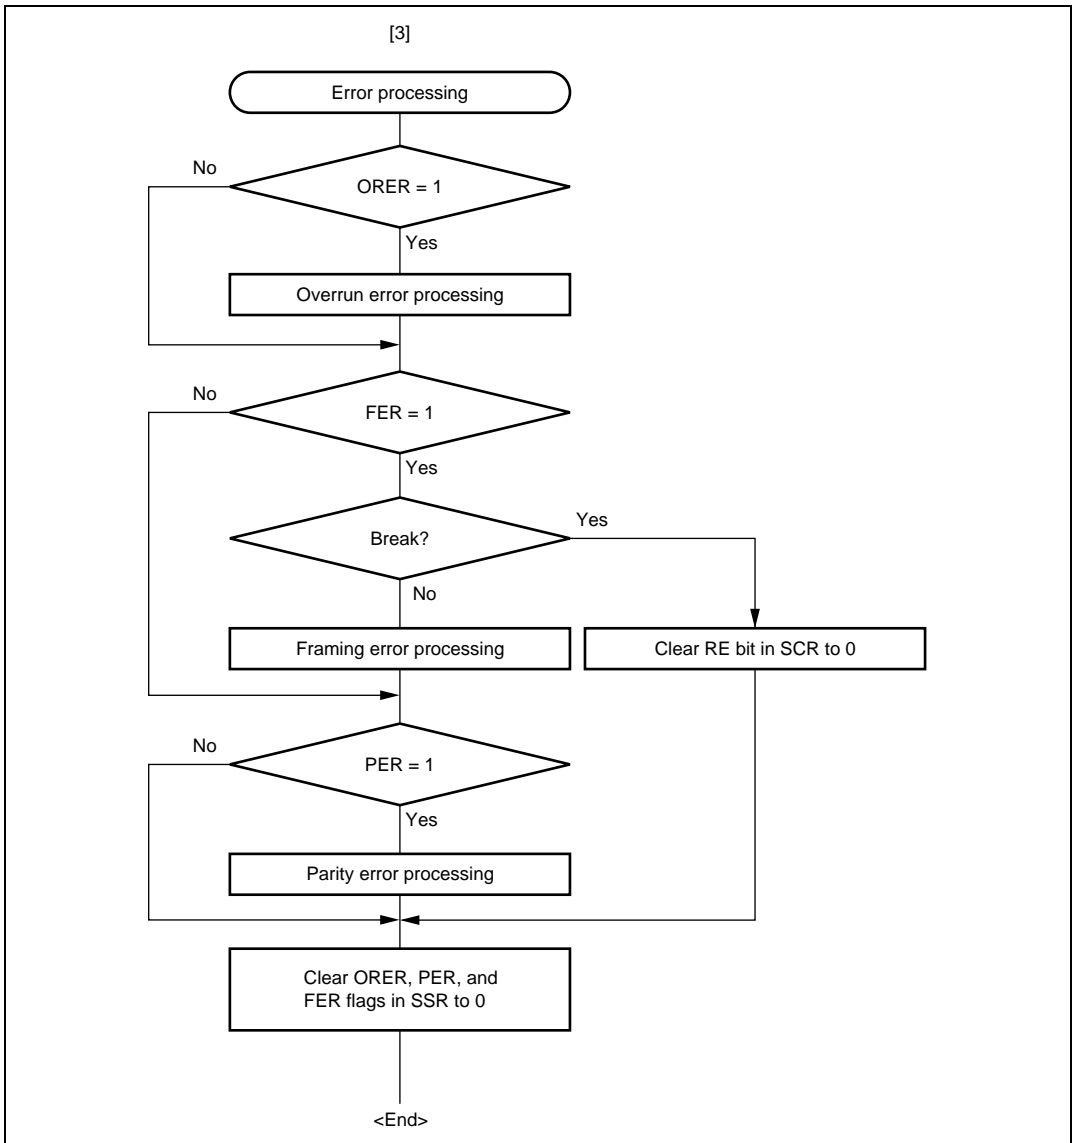 [3]
Error processing
No
ORER = 1
Yes
Overrun error processing
No
FER = 1
Yes
Break?
Yes
No
Framing error processing
Clear RE bit in SCR to 0
No
PER = 1
Yes
Parity error processing
Clear ORER, PER, and
FER flags in SSR to 0
<End>